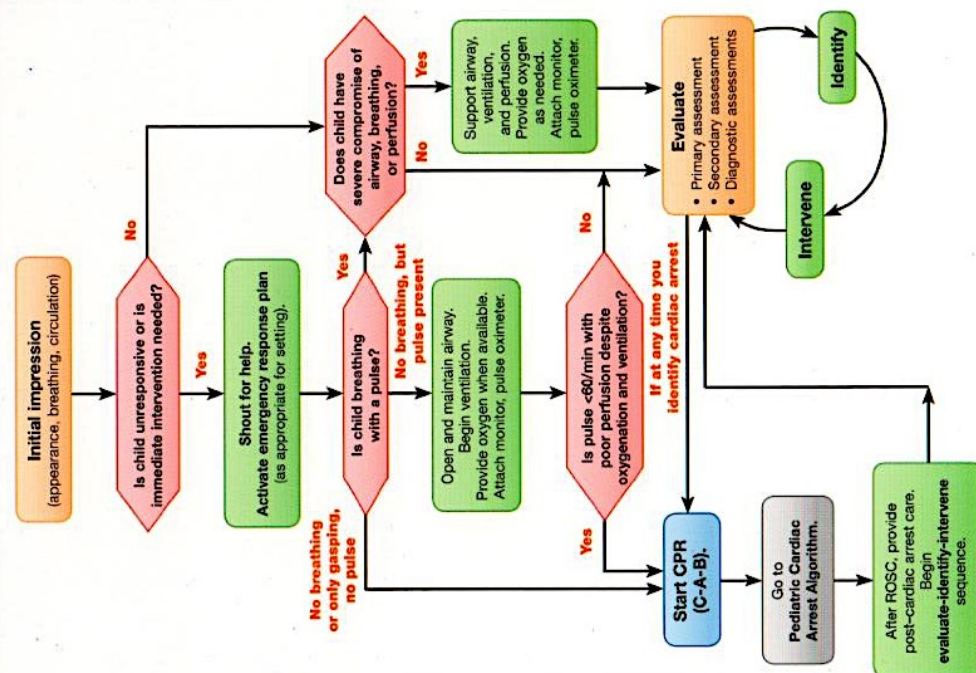 Initial impression
(appearance, breathing, circulation)
Is child unresponsive or is
immediate intervention needed?
No
Yes
Shout for help.
Activate emergency response plan
(as appropriate for setting).
Is child breathing
with a pulse?
Yes
No breathing, but
pulse present
No breathing
or only gasping,
no pulse
Does child have
severe compromise of
airway, breathing,
or perfusion?
Yes
No
Support airway,
ventilation,
and perfusion.
Provide oxygen
as needed.
Attach monitor,
pulse oximeter.
Open and maintain airway.
Begin ventilation.
Provide oxygen when available.
Attach monitor, pulse oximeter.
Is pulse <60/min with
poor perfusion despite
oxygenation and ventilation?
No
Yes
If at any time you
identify cardiac arrest
Evaluate
• Primary assessment
• Secondary assessment
• Diagnostic assessments
Identify
Intervene
Start CPR
(C-A-B).
Go to
Pediatric Cardiac
Arrest Algorithm.
After ROSC, provide
post–cardiac arrest care.
Begin
evaluate-identify-intervene
sequence.